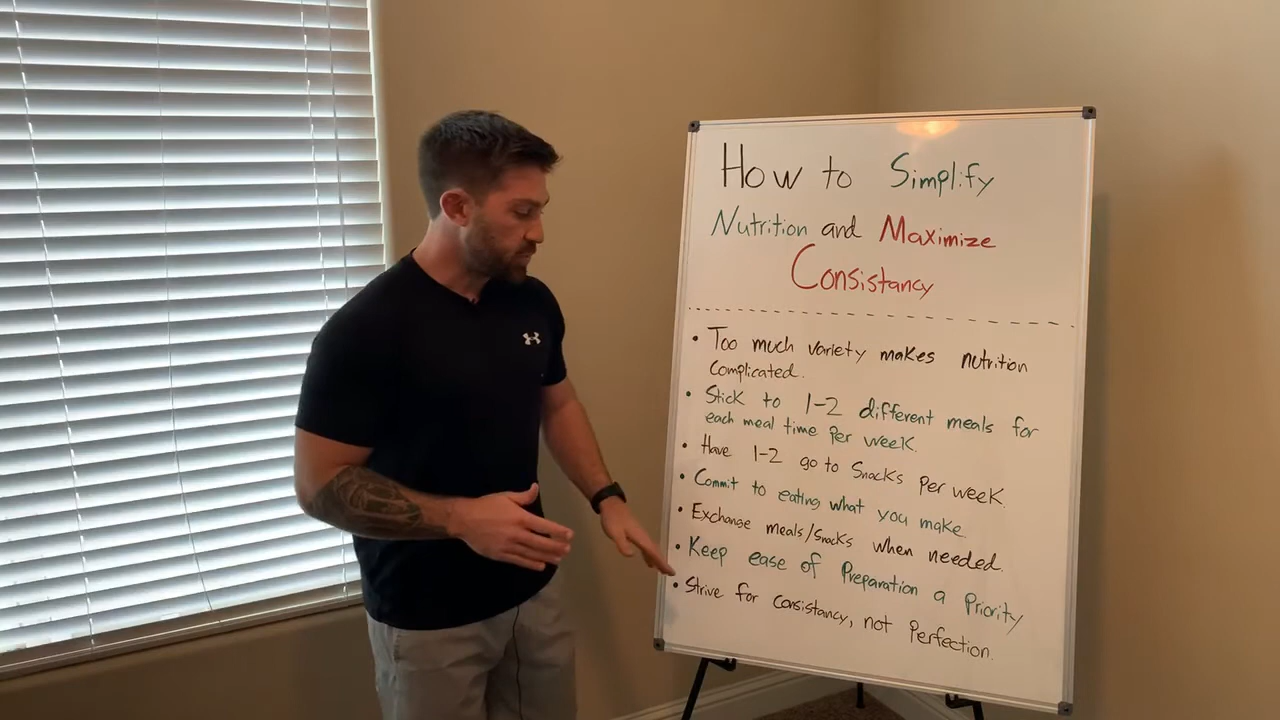 How to Simplify
Nutrition and Maximize
Consistancy
• Too much variety makes nutrition
complicated.
• Stick to 1-2 different meals for
each meal time per week.
• Have 1-2 go to snacks per week.
• Commit to eating what you make
• Exchange meals/snacks when needed.
• Keep ease of Preparation a Priority
• Strive for consistancy, not Perfection.